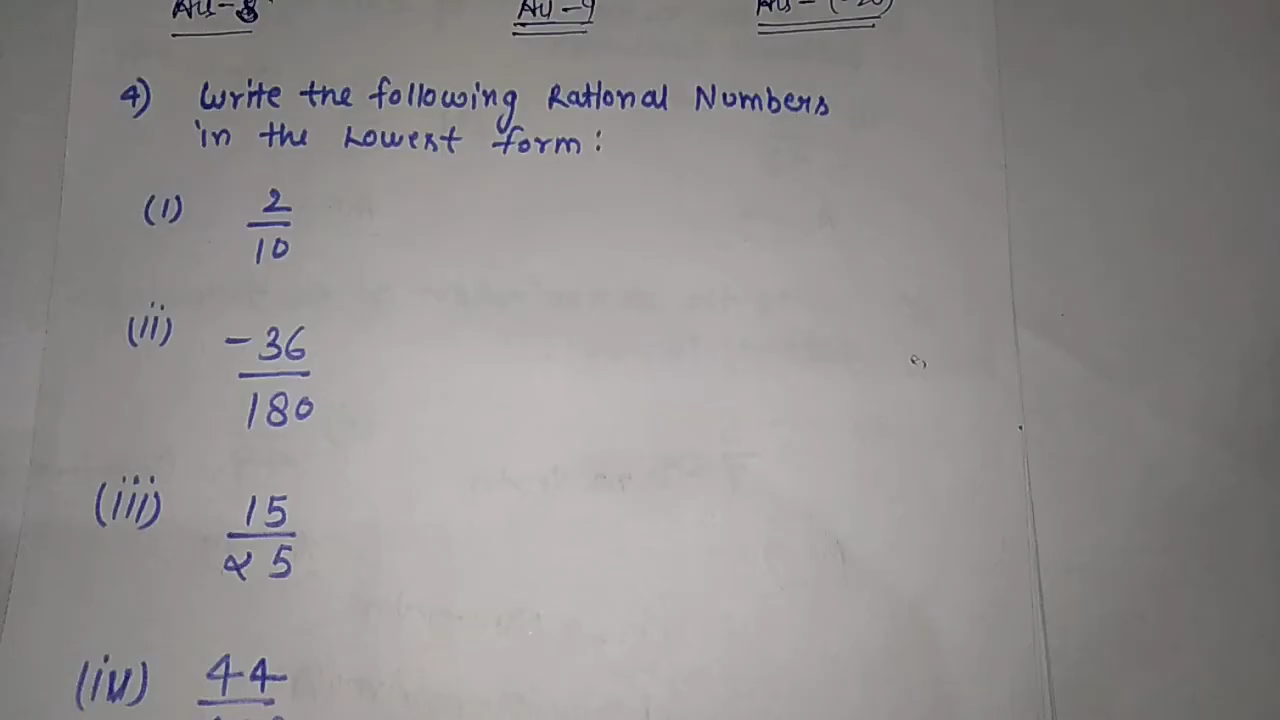 4) Write the following Rational Numbers
in the Lowest form:
(i) 2
10
(ii) -36
180
(iii) 15
25
(iv) 44